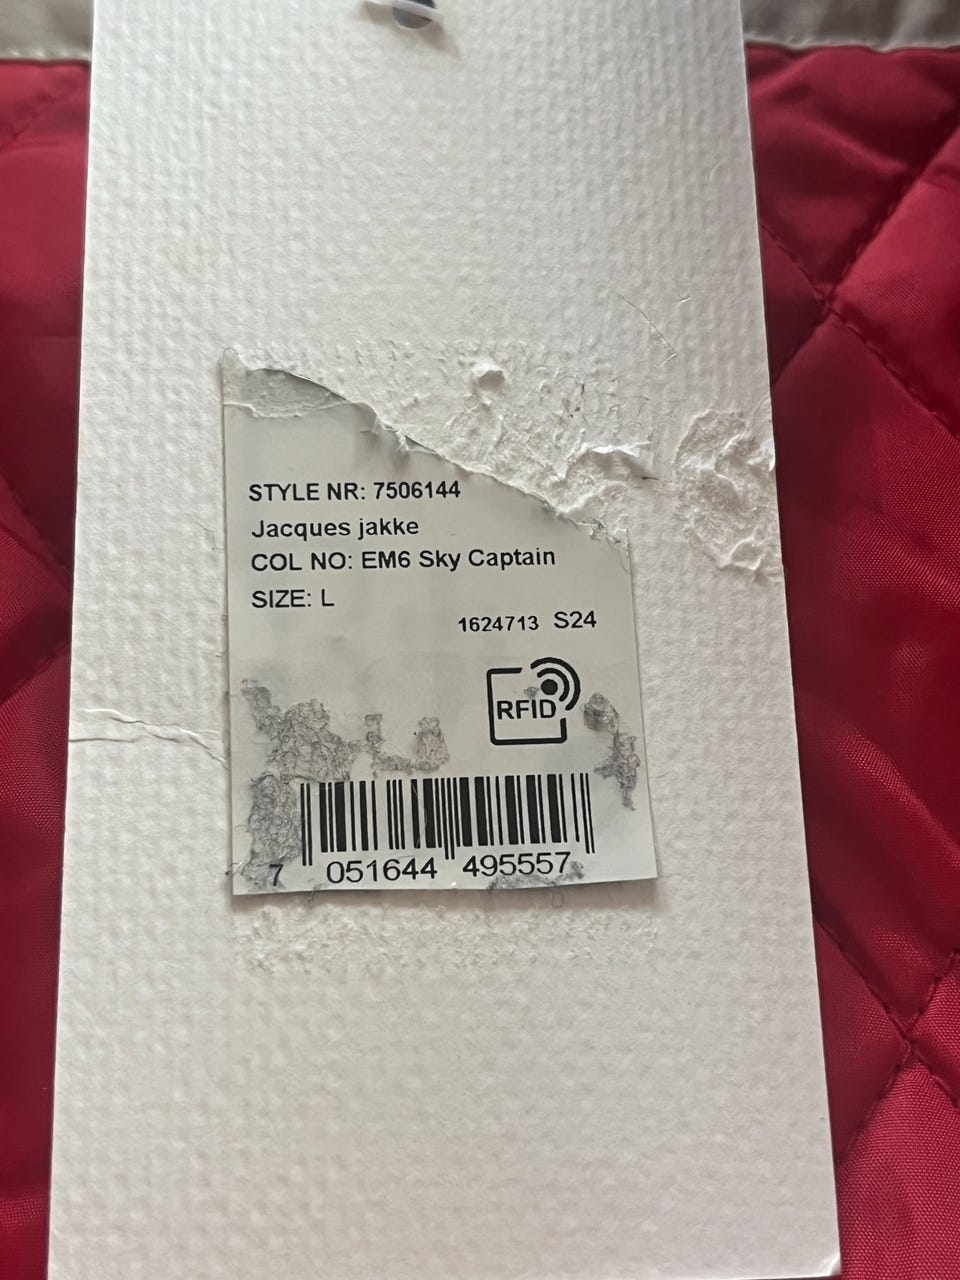 STYLE NR: 7506144
Jacques jakke
COL NO: EM6 Sky Captain
SIZE: L
1624713 S24
RFID
7 051644 495557